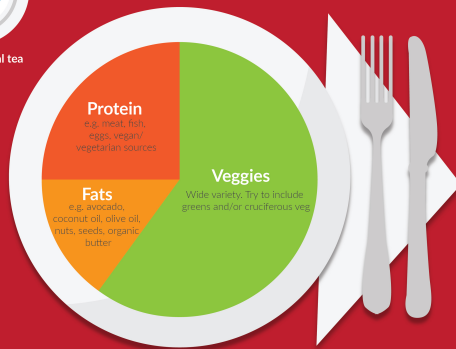 l tea
Protein
e.g. meat, fish,
eggs, vegan/
vegetarian sources
Veggies
Wide variety. Try to include
greens and/or cruciferous veg
Fats
e.g. avocado,
coconut oil, olive oil,
nuts, seeds, organic
butter